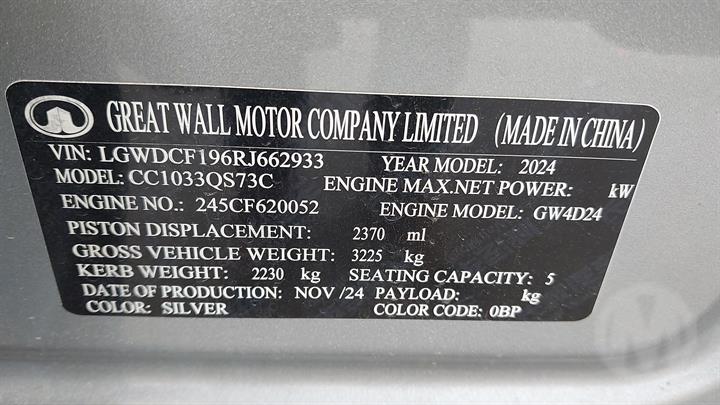 GREAT WALL MOTOR COMPANY LIMITED (MADE IN CHINA)
VIN: LGWDCF196RJ662933 YEAR MODEL: 2024
MODEL: CC1033QS73C ENGINE MAX.NET POWER: kW
ENGINE NO.: 245CF620052 ENGINE MODEL: GW4D24
PISTON DISPLACEMENT: 2370 ml
GROSS VEHICLE WEIGHT: 3225 kg
KERB WEIGHT: 2230 kg SEATING CAPACITY: 5
DATE OF PRODUCTION: NOV /24 PAYLOAD: kg
COLOR: SILVER COLOR CODE: 0BP
M